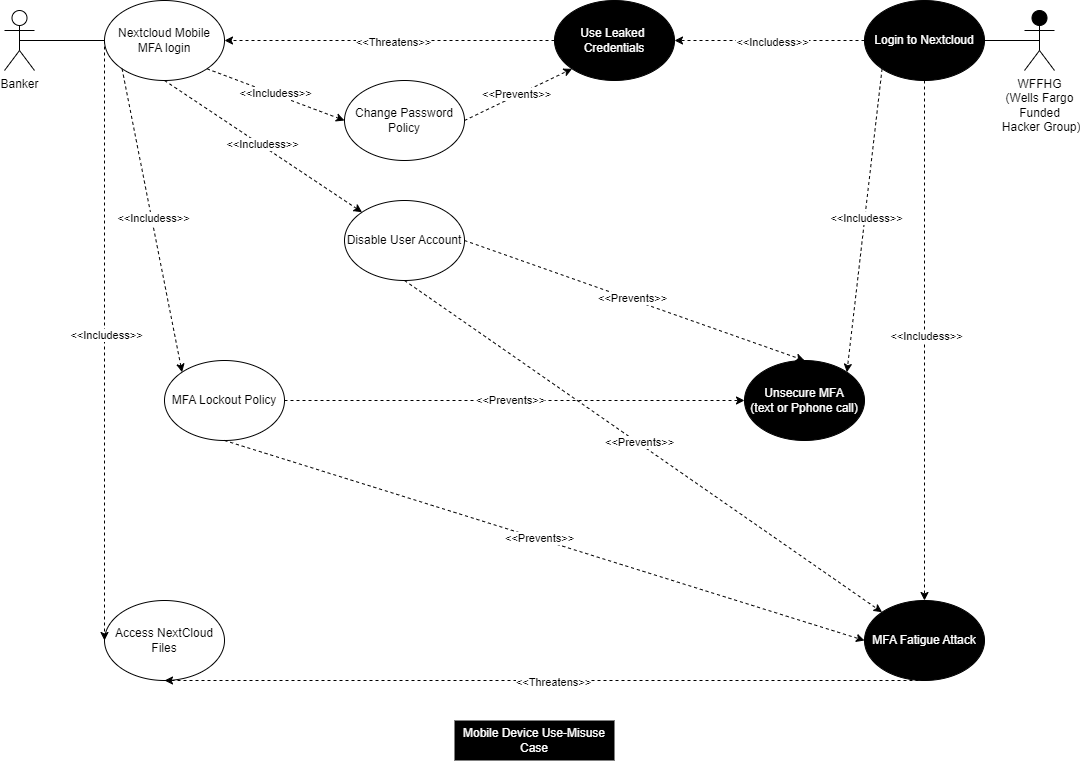 Nextcloud Mobile
MFA login
Use Leaked
Credentials
Login to Nextcloud
<<Threatens>>
<<Includess>>
Banker
WFFHG
(Wells Fargo
Funded
Hacker Group)
<<Includess>>
<<Prevents>>
Change Password
Policy
<<Includess>>
<<Includess>>
<<Includess>>
Disable User Account
<<Prevents>>
<<Includess>>
<<Includess>>
MFA Lockout Policy
<<Prevents>>
Unsecure MFA
(text or Pphone call)
<<Prevents>>
<<Prevents>>
Access NextCloud
Files
MFA Fatigue Attack
<<Threatens>>
Mobile Device Use-Misuse
Case